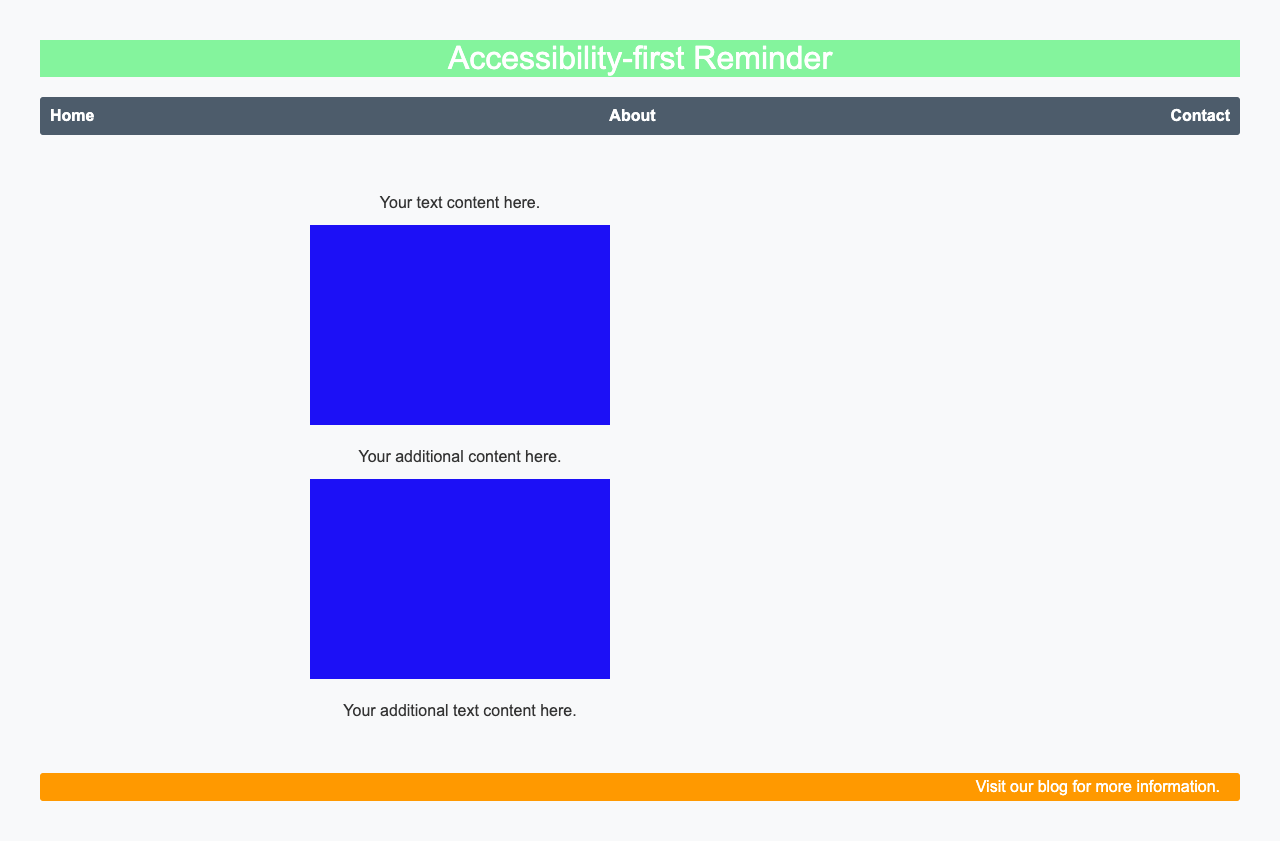 Accessibility-first Reminder
Home About Contact
Your text content here.
Your additional content here.
Your additional text content here.
Visit our blog for more information.